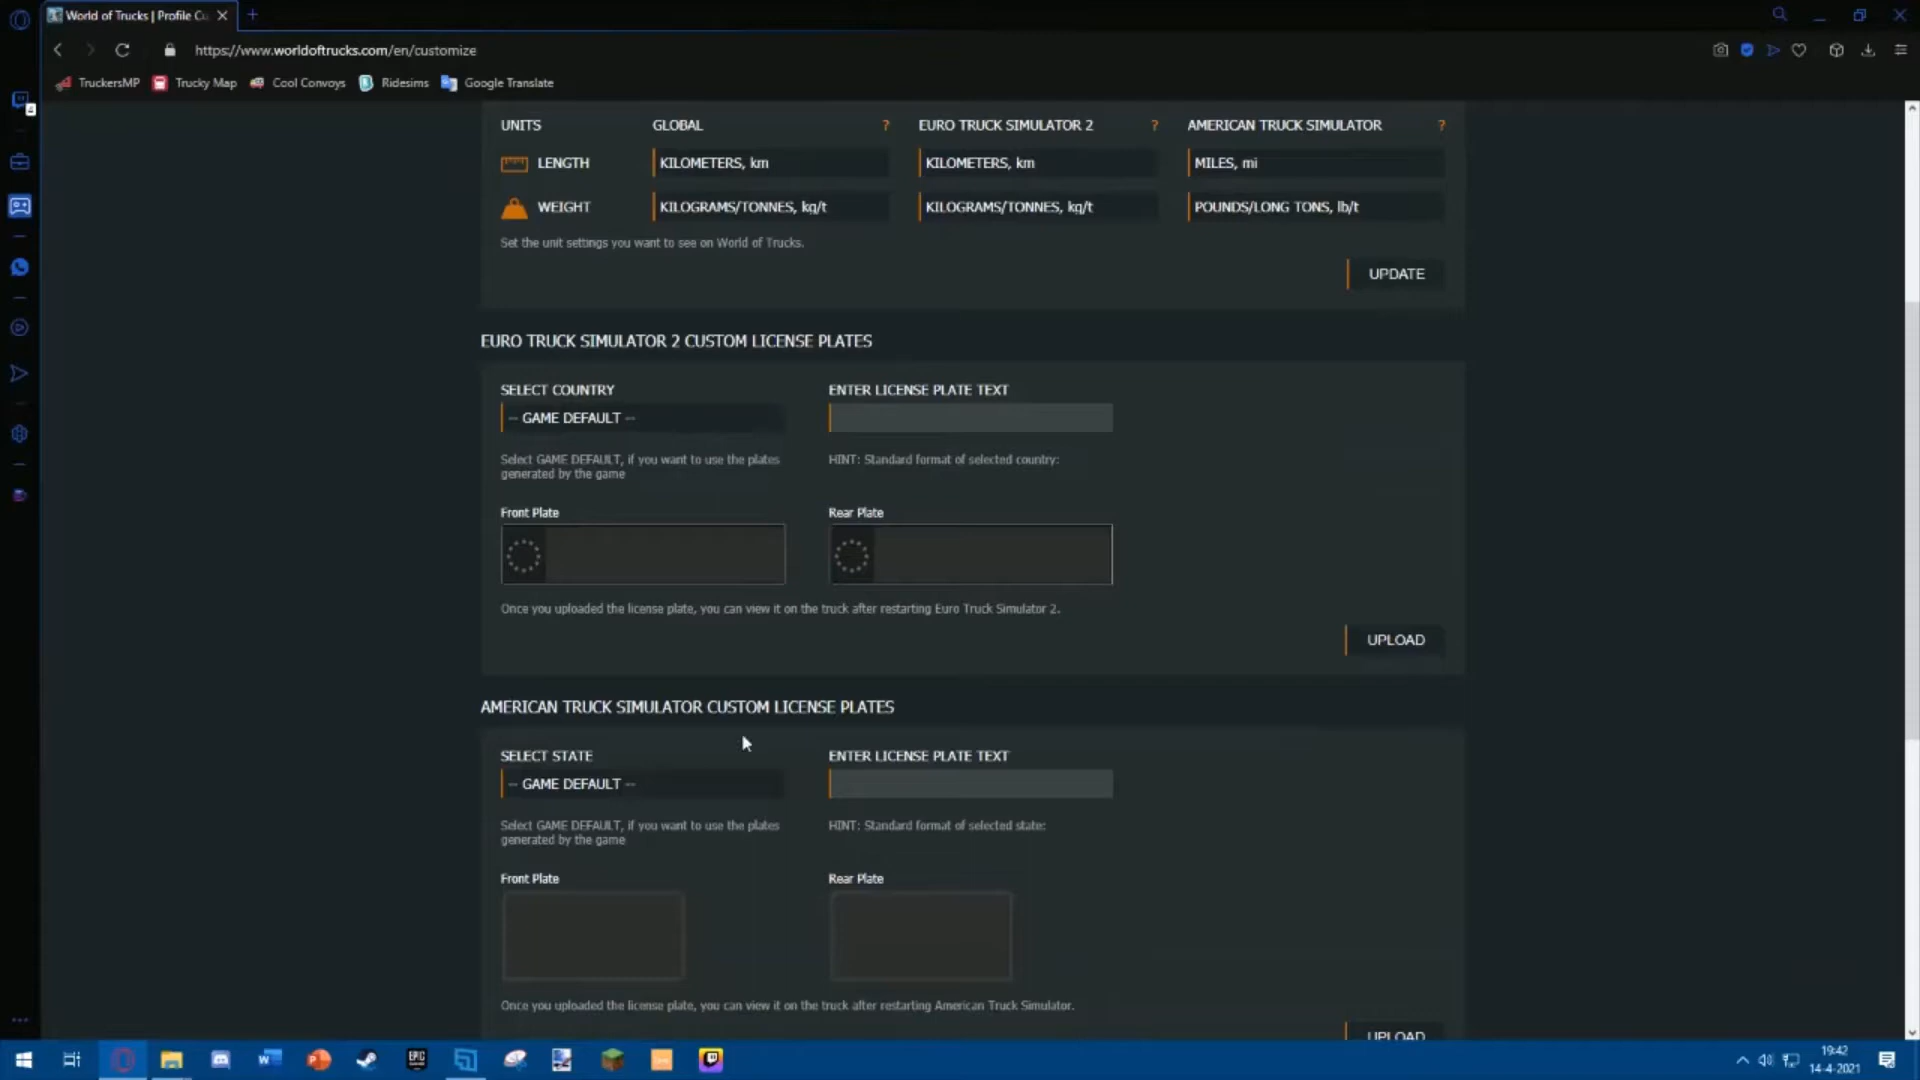 World of Trucks | Profile Cu
https://www.worldoftrucks.com/en/customize
TruckersMP Trucky Map Cool Convoys Ridesims Google Translate
4
UNITS GLOBAL ? EURO TRUCK SIMULATOR 2 ? AMERICAN TRUCK SIMULATOR ?
LENGTH KILOMETERS, km KILOMETERS, km MILES, mi
WEIGHT KILOGRAMS/TONNES, kg/t KILOGRAMS/TONNES, kg/t POUNDS/LONG TONS, lb/t
Set the unit settings you want to see on World of Trucks.
UPDATE
EURO TRUCK SIMULATOR 2 CUSTOM LICENSE PLATES
SELECT COUNTRY ENTER LICENSE PLATE TEXT
-- GAME DEFAULT --
Select GAME DEFAULT, if you want to use the plates HINT: Standard format of selected country:
generated by the game
Front Plate Rear Plate
Once you uploaded the license plate, you can view it on the truck after restarting Euro Truck Simulator 2.
UPLOAD
AMERICAN TRUCK SIMULATOR CUSTOM LICENSE PLATES
SELECT STATE ENTER LICENSE PLATE TEXT
-- GAME DEFAULT --
Select GAME DEFAULT, if you want to use the plates HINT: Standard format of selected state:
generated by the game
Front Plate Rear Plate
Once you uploaded the license plate, you can view it on the truck after restarting American Truck Simulator.
UPLOAD
EPIC
19:42
14-4-2021